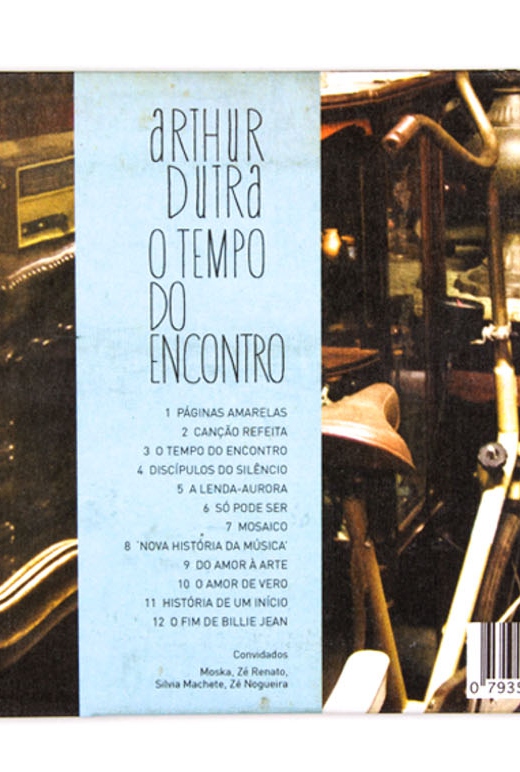 aRTHUR
DUTRa
O TEMPO
DO
ENCONTRO
1 PÁGINAS AMARELAS
2 CANÇÃO REFEITA
3 O TEMPO DO ENCONTRO
4 DISCÍPULOS DO SILÊNCIO
5 A LENDA-AURORA
6 SÓ PODE SER
7 MOSAICO
8 'NOVA HISTÓRIA DA MÚSICA'
9 DO AMOR À ARTE
10 O AMOR DE VERO
11 HISTÓRIA DE UM INÍCIO
12 O FIM DE BILLIE JEAN
Convidados
Moska, Zé Renato,
Silvia Machete, Zé Nogueira
0 7935